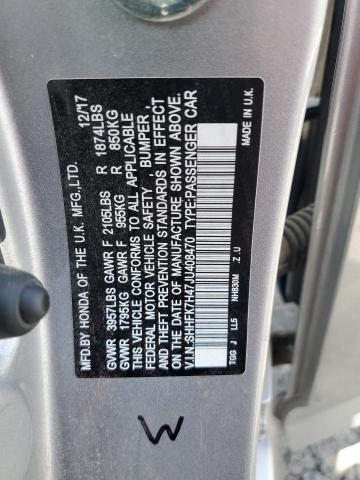 MFD.BY HONDA OF THE U.K. MFG.,LTD. 12/17
GVWR 3957LBS GAWR F 2105LBS R 1874LBS
GVWR 1795KG GAWR F 955KG R 850KG
THIS VEHICLE CONFORMS TO ALL APPLICABLE
FEDERAL MOTOR VEHICLE SAFETY, BUMPER,
AND THEFT PREVENTION STANDARDS IN EFFECT
ON THE DATE OF MANUFACTURE SHOWN ABOVE.
V.I.N.:SHHFK7H47JU408470 TYPE:PASSENGER CAR
MADE IN U.K.
TGG J LL5 NH830M .Z.U
W